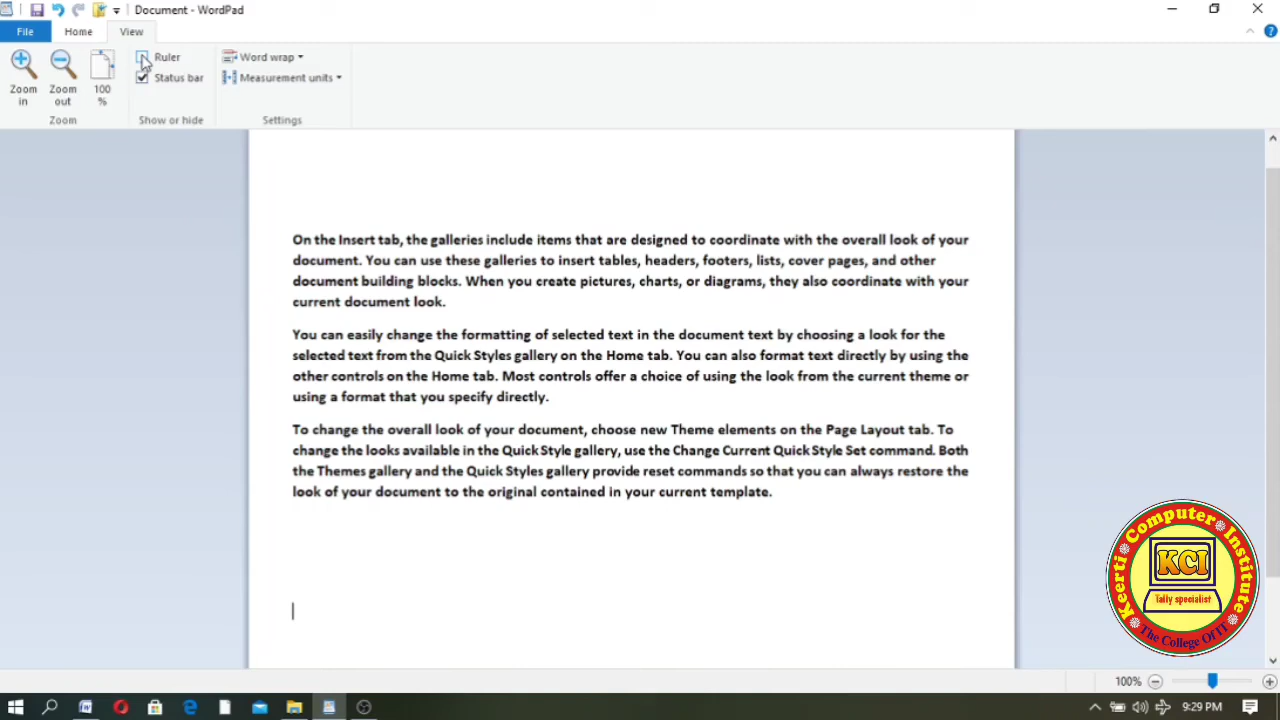 Document - WordPad
File
Home
View
Zoom in
Zoom out
100 %
Zoom
Ruler
Status bar
Show or hide
Word wrap
Measurement units
Settings
On the Insert tab, the galleries include items that are designed to coordinate with the overall look of your
document. You can use these galleries to insert tables, headers, footers, lists, cover pages, and other
document building blocks. When you create pictures, charts, or diagrams, they also coordinate with your
current document look.
You can easily change the formatting of selected text in the document text by choosing a look for the
selected text from the Quick Styles gallery on the Home tab. You can also format text directly by using the
other controls on the Home tab. Most controls offer a choice of using the look from the current theme or
using a format that you specify directly.
To change the overall look of your document, choose new Theme elements on the Page Layout tab. To
change the looks available in the Quick Style gallery, use the Change Current Quick Style Set command. Both
the Themes gallery and the Quick Styles gallery provide reset commands so that you can always restore the
look of your document to the original contained in your current template.
Keerti Computer Institute
KCI
Tally specialist
The College Of IT
100%
9:29 PM